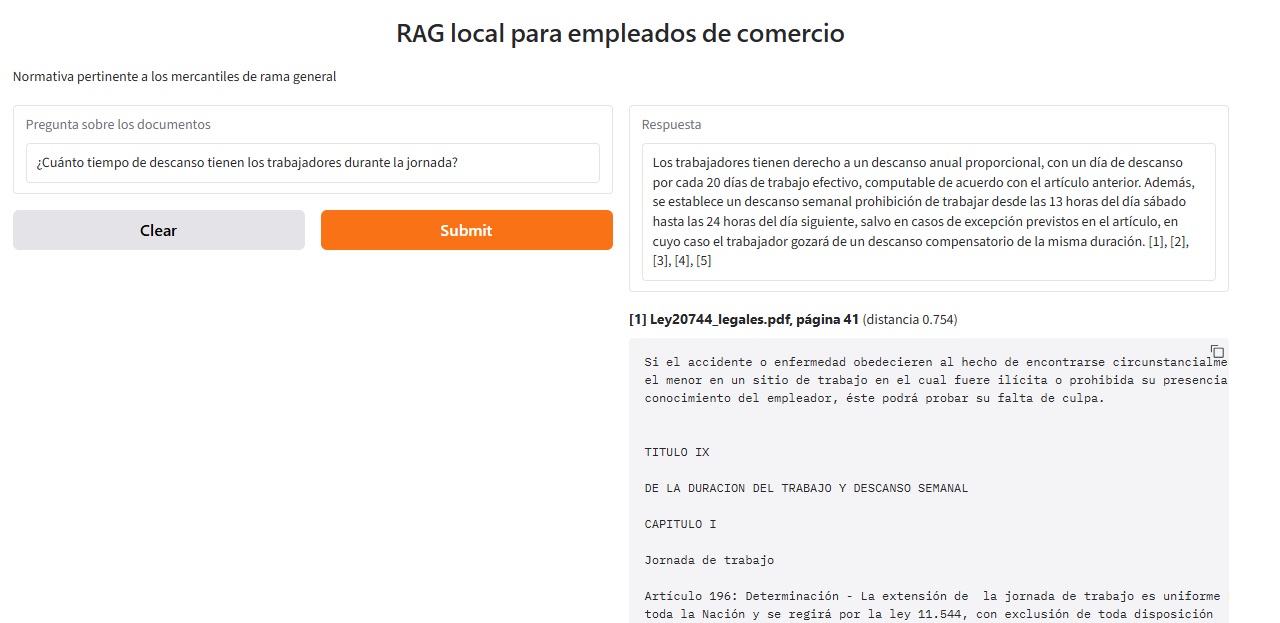 RAG local para empleados de comercio
Normativa pertinente a los mercantiles de rama general
Pregunta sobre los documentos
¿Cuánto tiempo de descanso tienen los trabajadores durante la jornada?
Clear
Submit
Respuesta
Los trabajadores tienen derecho a un descanso anual proporcional, con un día de descanso
por cada 20 días de trabajo efectivo, computable de acuerdo con el artículo anterior. Además,
se establece un descanso semanal prohibición de trabajar desde las 13 horas del día sábado
hasta las 24 horas del día siguiente, salvo en casos de excepción previstos en el artículo, en
cuyo caso el trabajador gozará de un descanso compensatorio de la misma duración. [1], [2],
[3], [4], [5]
[1] Ley20744_legales.pdf, página 41 (distancia 0.754)
Si el accidente o enfermedad obedecieren al hecho de encontrarse circunstancialme
el menor en un sitio de trabajo en el cual fuere ilícita o prohibida su presencia
conocimiento del empleador, éste podrá probar su falta de culpa.
TITULO IX
DE LA DURACION DEL TRABAJO Y DESCANSO SEMANAL
CAPITULO I
Jornada de trabajo
Artículo 196: Determinación - La extensión de  la jornada de trabajo es uniforme
toda la Nación y se regirá por la ley 11.544, con exclusión de toda disposición